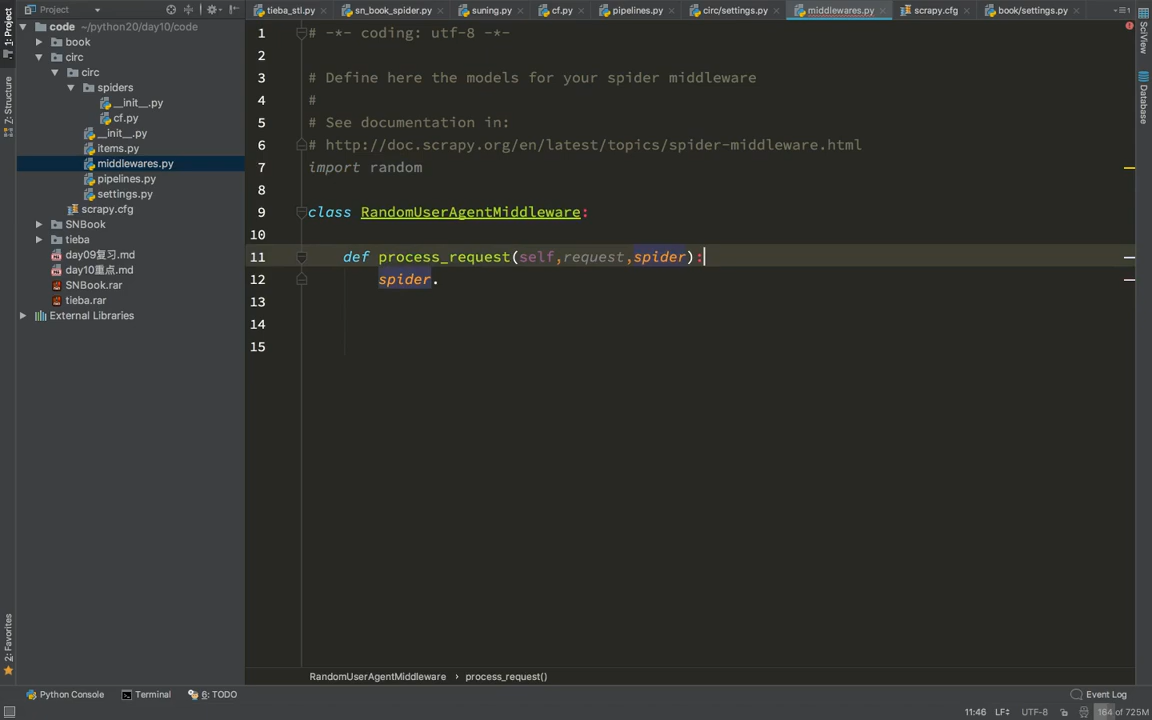 Project
tieba_stl.py
sn_book_spider.py
suning.py
cf.py
pipelines.py
circ/settings.py
middlewares.py
scrapy.cfg
book/settings.py
1
1: Project
Z: Structure
2: Favorites
SciView
Database
code ~/python20/day10/code
book
circ
circ
spiders
__init__.py
cf.py
__init__.py
items.py
middlewares.py
pipelines.py
settings.py
scrapy.cfg
SNBook
tieba
day09复习.md
day10重点.md
SNBook.rar
tieba.rar
External Libraries
1 # -*- coding: utf-8 -*-
2
3 # Define here the models for your spider middleware
4 #
5 # See documentation in:
6 # http://doc.scrapy.org/en/latest/topics/spider-middleware.html
7 import random
8
9 class RandomUserAgentMiddleware:
10
11 def process_request(self,request,spider):
12 spider.
13
14
15
RandomUserAgentMiddleware › process_request()
Python Console
Terminal
6: TODO
Event Log
11:46 LF÷ UTF-8 164 of 725M